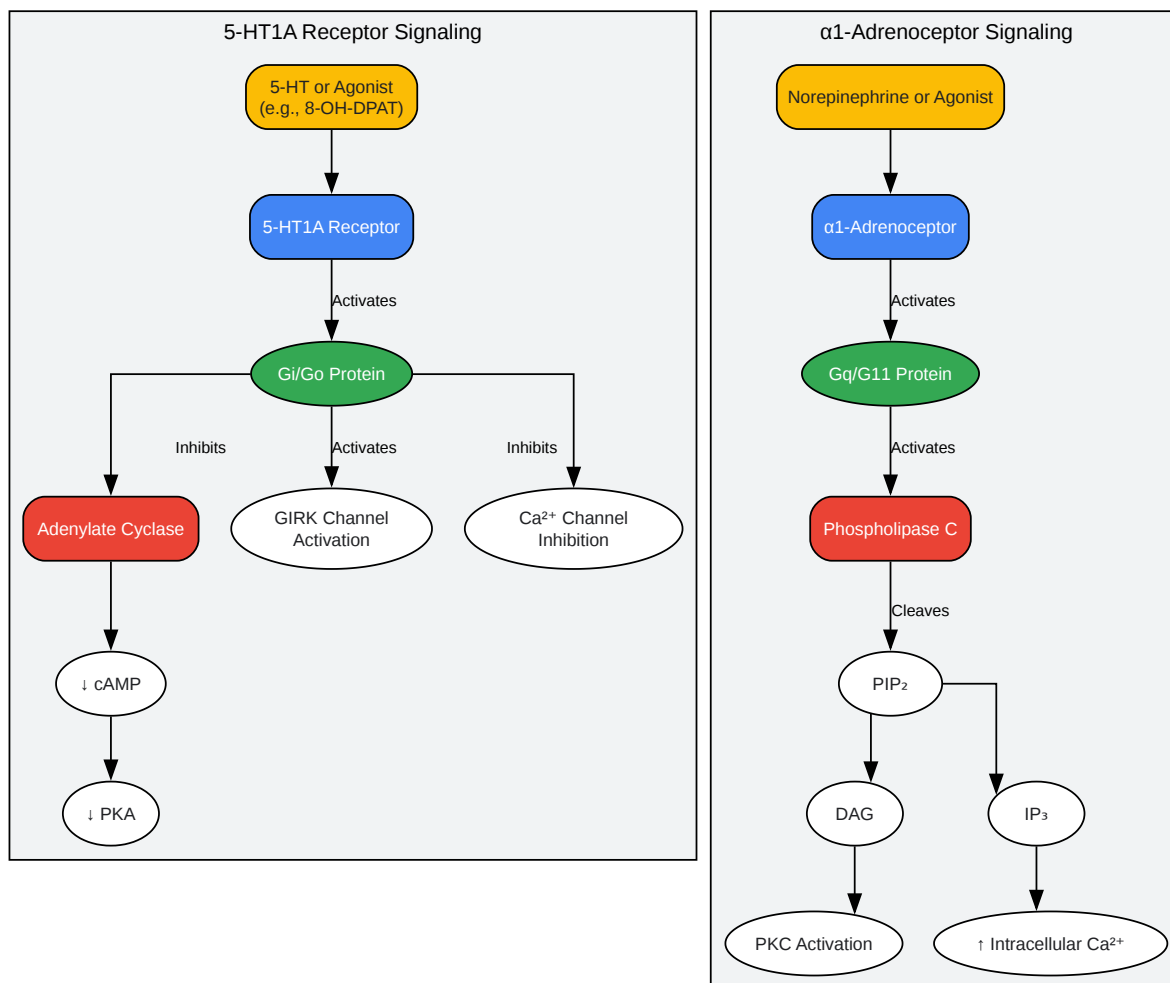 5-HT1A Receptor Signaling
5-HT or Agonist
(e.g., 8-OH-DPAT)
5-HT1A Receptor
Activates
Gi/Go Protein
Inhibits
Activates
Inhibits
Adenylate Cyclase
GIRK Channel
Activation
Ca²⁺ Channel
Inhibition
↓ cAMP
↓ PKA
α1-Adrenoceptor Signaling
Norepinephrine or Agonist
α1-Adrenoceptor
Activates
Gq/G11 Protein
Activates
Phospholipase C
Cleaves
PIP₂
DAG
IP₃
PKC Activation
↑ Intracellular Ca²⁺